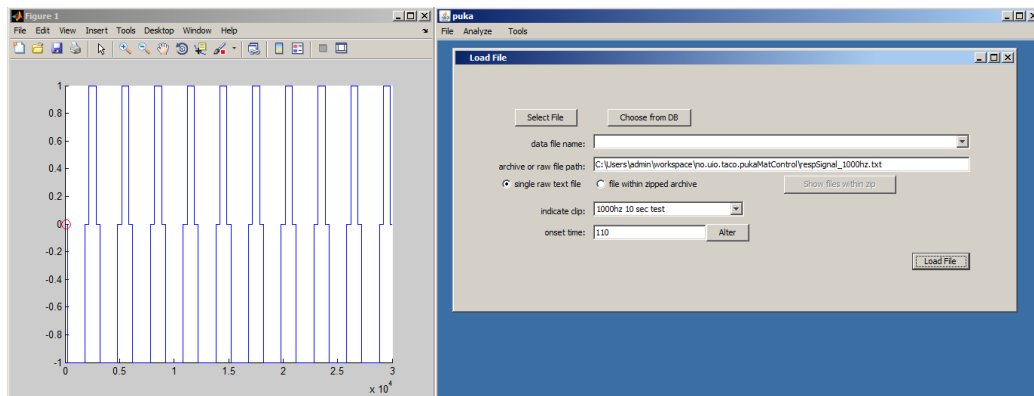 Figure 1
File Edit View Insert Tools Desktop Window Help
1
0.8
0.6
0.4
0.2
0
-0.2
-0.4
-0.6
-0.8
-1
0 0.5 1 1.5 2 2.5 3
x 10^4
puka
File Analyze Tools
Load File
Select File Choose from DB
data file name:
archive or raw file path: C:\Users\admin\workspace\no.uio.taco.pukaMatControl\respSignal_1000hz.txt
single raw text file file within zipped archive Show files within zip
indicate clip: 1000hz 10 sec test
onset time: 110 Alter
Load File